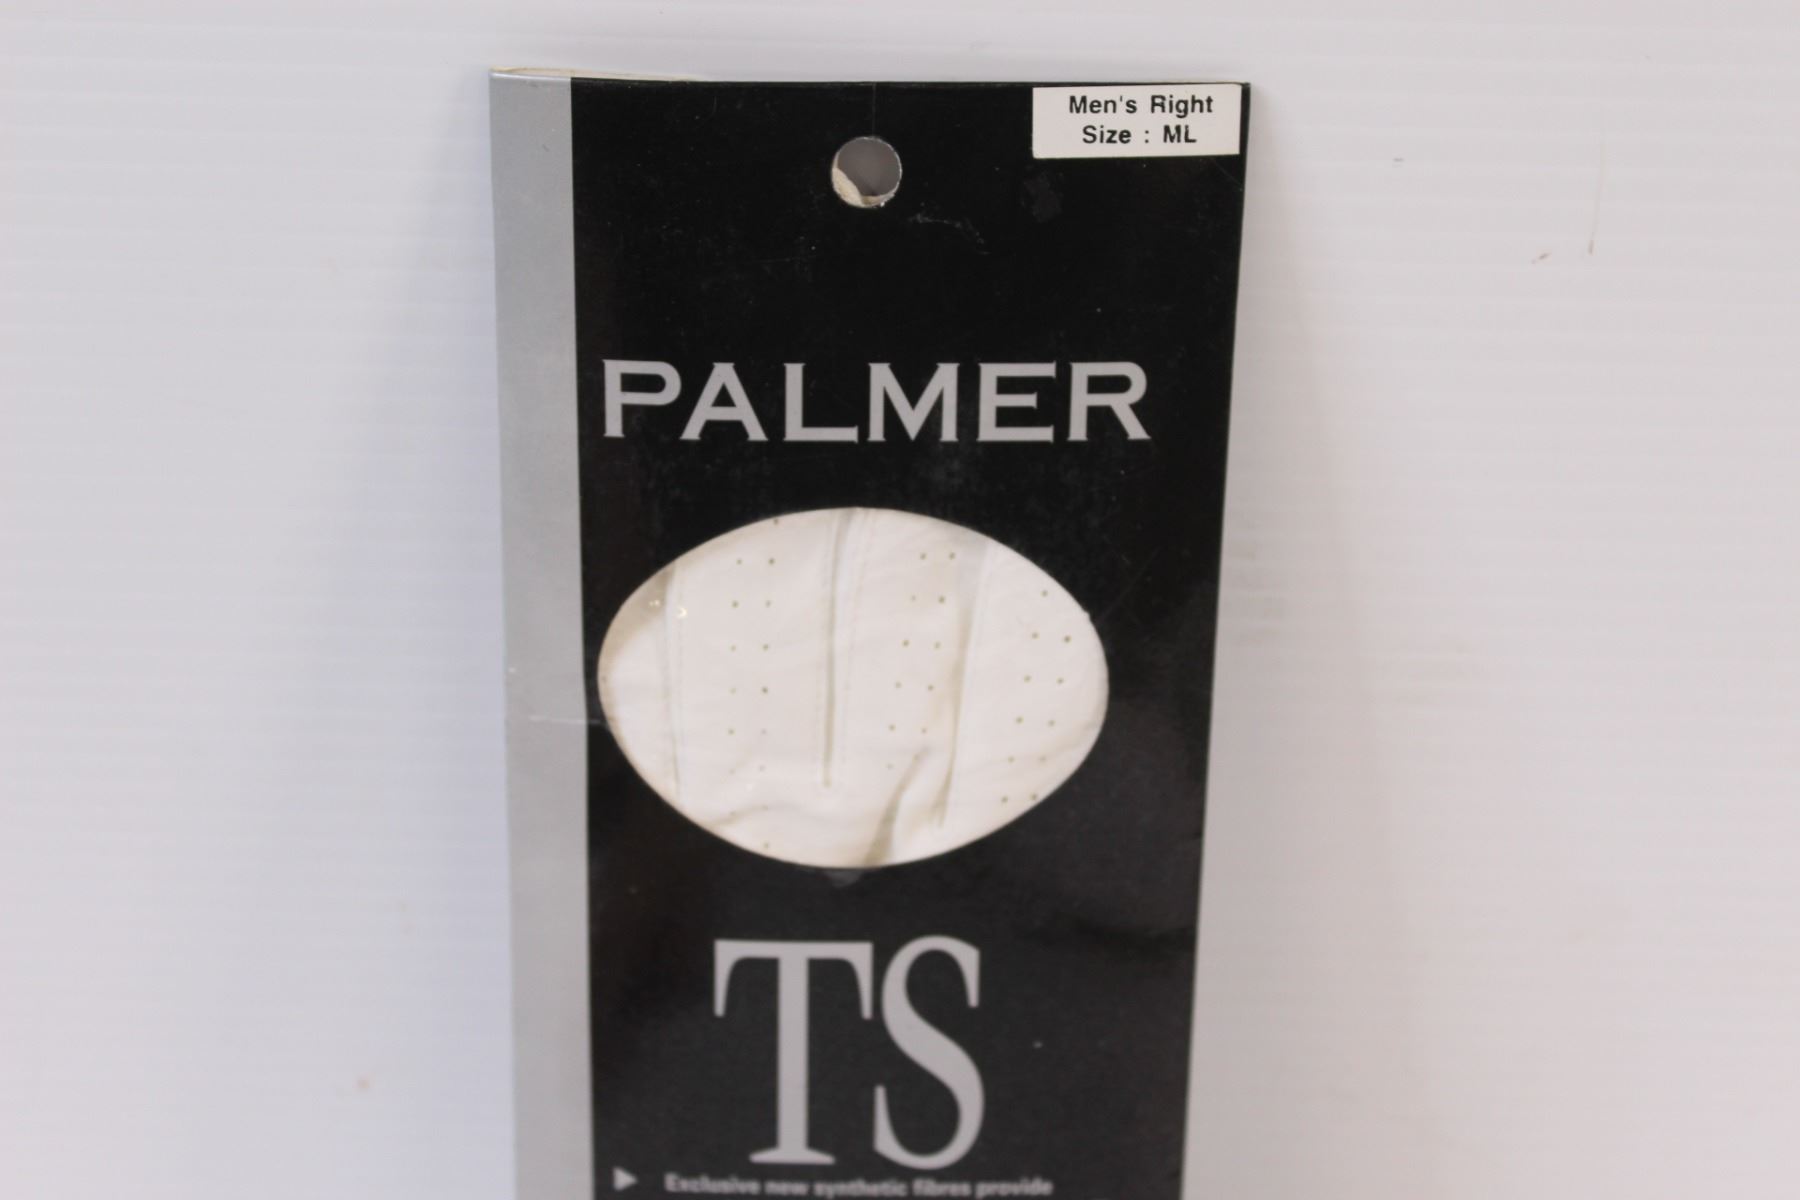 Men's Right
Size : ML
PALMER
TS
Exclusive new synthetic fibres provide